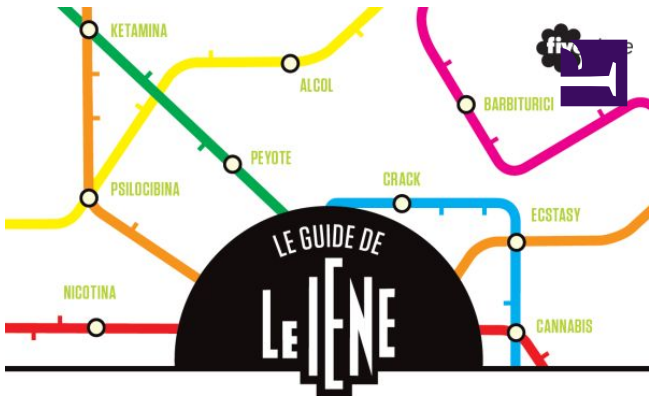 KETAMINA
ALCOL
BARBITURICI
PEYOTE
PSILOCIBINA
CRACK
ECSTASY
LE GUIDE DE
LE IENE
NICOTINA
CANNABIS